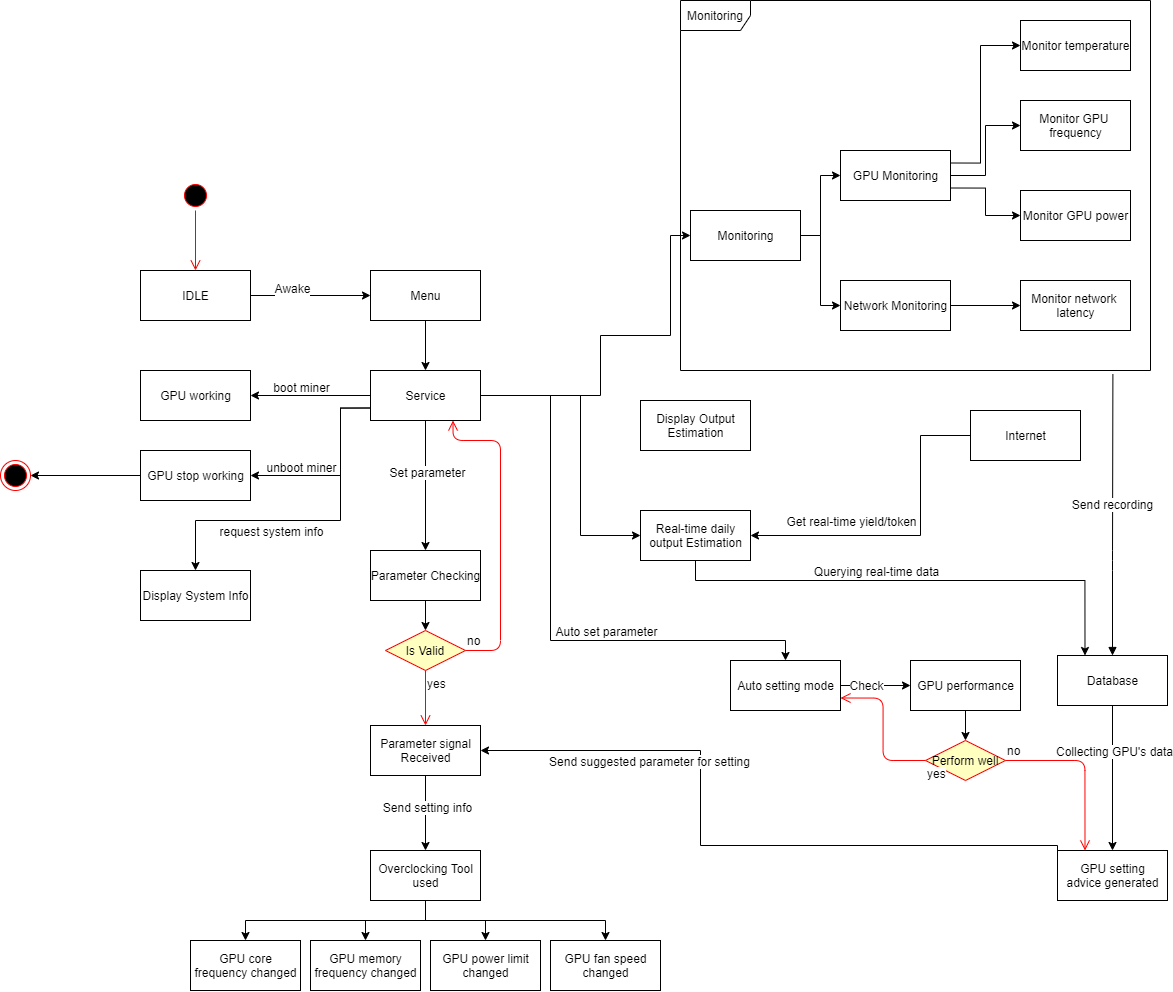 Monitoring
Monitor temperature
Monitor GPU
frequency
GPU Monitoring
Monitor GPU power
Monitoring
IDLE
Awake
Menu
Network Monitoring
Monitor network
latency
GPU working
boot miner
Service
Display Output
Estimation
Internet
GPU stop working
unboot miner
Set parameter
Send recording
request system info
Real-time daily
output Estimation
Get real-time yield/token
Display System Info
Parameter Checking
Querying real-time data
Is Valid
no
Auto set parameter
yes
Auto setting mode
Check
GPU performance
Database
Parameter signal
Received
Send suggested parameter for setting
Perform well
no
yes
Collecting GPU's data
Send setting info
Overclocking Tool
used
GPU setting
advice generated
GPU core
frequency changed
GPU memory
frequency changed
GPU power limit
changed
GPU fan speed
changed